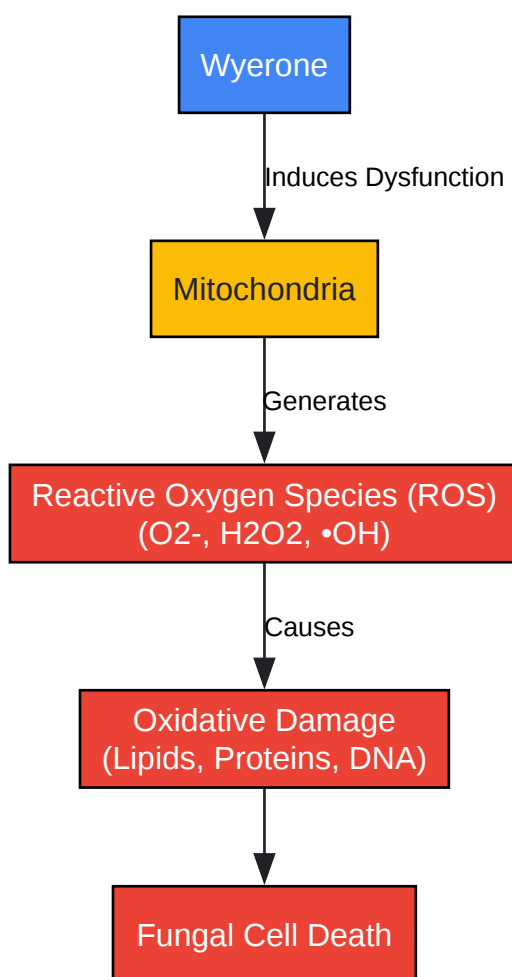 Wyerone
Induces Dysfunction
Mitochondria
Generates
Reactive Oxygen Species (ROS)
(O2-, H2O2, •OH)
Causes
Oxidative Damage
(Lipids, Proteins, DNA)
Fungal Cell Death